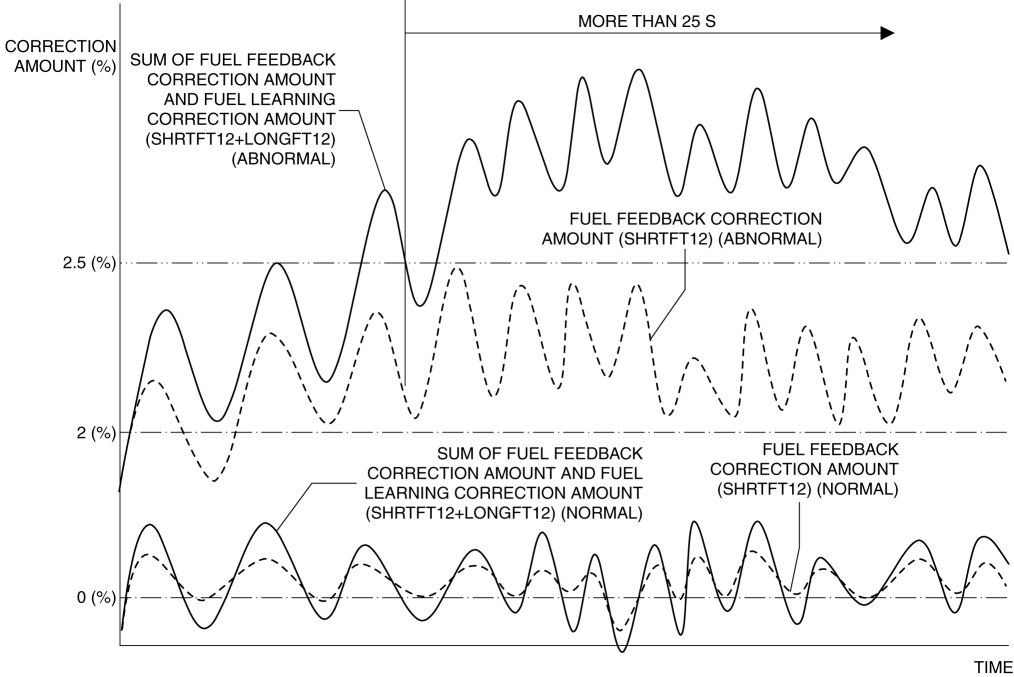 MORE THAN 25 S
CORRECTION
AMOUNT (%)
SUM OF FUEL FEEDBACK
CORRECTION AMOUNT
AND FUEL LEARNING
CORRECTION AMOUNT
(SHRTFT12+LONGFT12)
(ABNORMAL)
FUEL FEEDBACK CORRECTION
AMOUNT (SHRTFT12) (ABNORMAL)
2.5 (%)
2 (%)
SUM OF FUEL FEEDBACK
CORRECTION AMOUNT AND FUEL
LEARNING CORRECTION AMOUNT
(SHRTFT12+LONGFT12) (NORMAL)
FUEL FEEDBACK
CORRECTION AMOUNT
(SHRTFT12) (NORMAL)
0 (%)
TIME